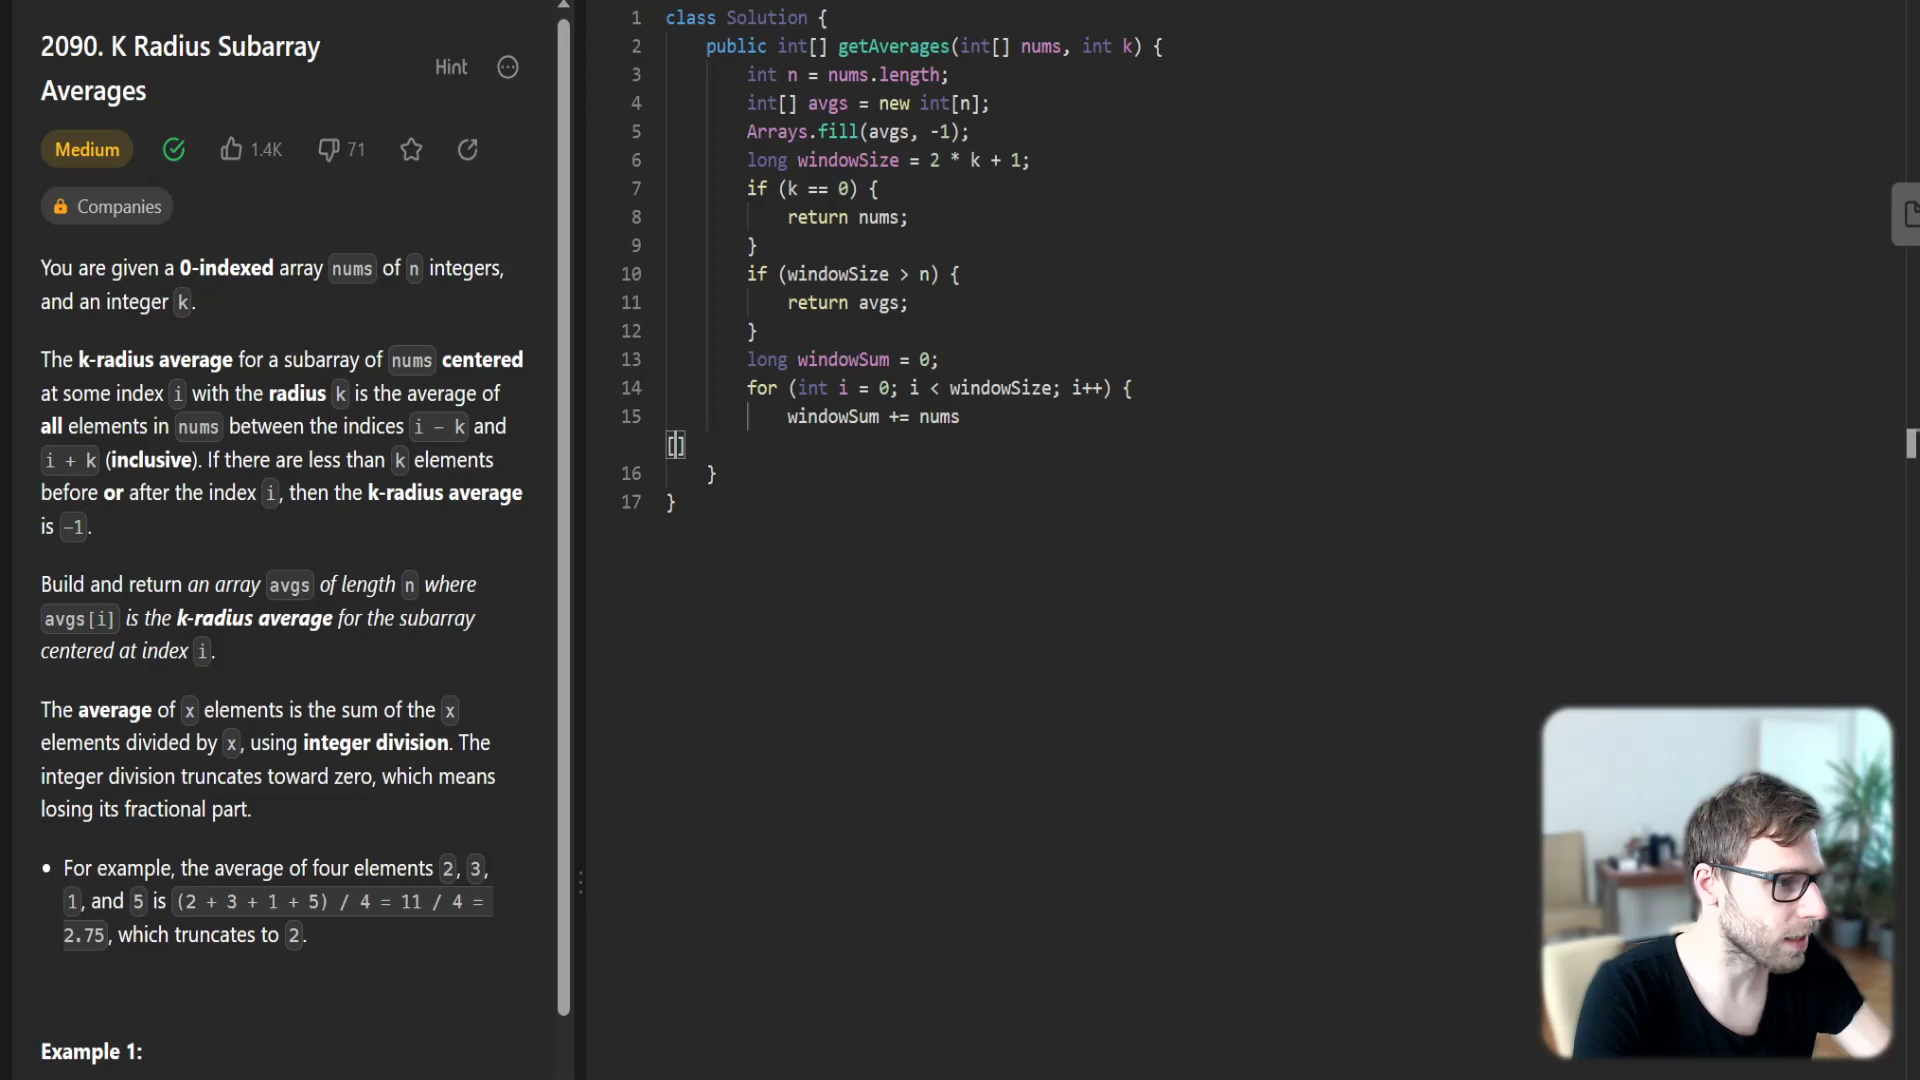 2090. K Radius Subarray
Averages
Hint
Medium
1.4K
71
Companies
You are given a 0-indexed array nums of n integers,
and an integer k.
The k-radius average for a subarray of nums centered
at some index i with the radius k is the average of
all elements in nums between the indices i - k and
i + k (inclusive). If there are less than k elements
before or after the index i, then the k-radius average
is -1.
Build and return an array avgs of length n where
avgs[i] is the k-radius average for the subarray
centered at index i.
The average of x elements is the sum of the x
elements divided by x, using integer division. The
integer division truncates toward zero, which means
losing its fractional part.
• For example, the average of four elements 2, 3,
1, and 5 is (2 + 3 + 1 + 5) / 4 = 11 / 4 =
2.75, which truncates to 2.
Example 1:
1 class Solution {
2 public int[] getAverages(int[] nums, int k) {
3 int n = nums.length;
4 int[] avgs = new int[n];
5 Arrays.fill(avgs, -1);
6 long windowSize = 2 * k + 1;
7 if (k == 0) {
8 return nums;
9 }
10 if (windowSize > n) {
11 return avgs;
12 }
13 long windowSum = 0;
14 for (int i = 0; i < windowSize; i++) {
15 windowSum += nums
[]
16 }
17 }